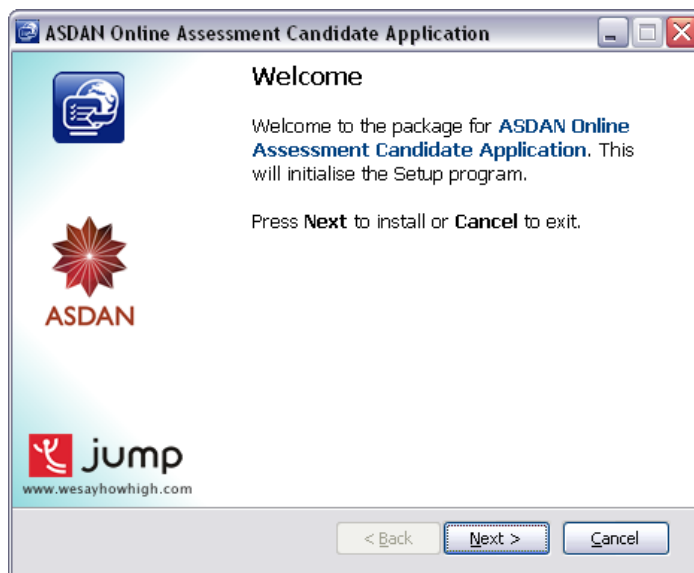 ASDAN Online Assessment Candidate Application
Welcome
Welcome to the package for ASDAN Online
Assessment Candidate Application. This
will initialise the Setup program.
Press Next to install or Cancel to exit.
ASDAN
jump
www.wesayhowhigh.com
< Back
Next >
Cancel